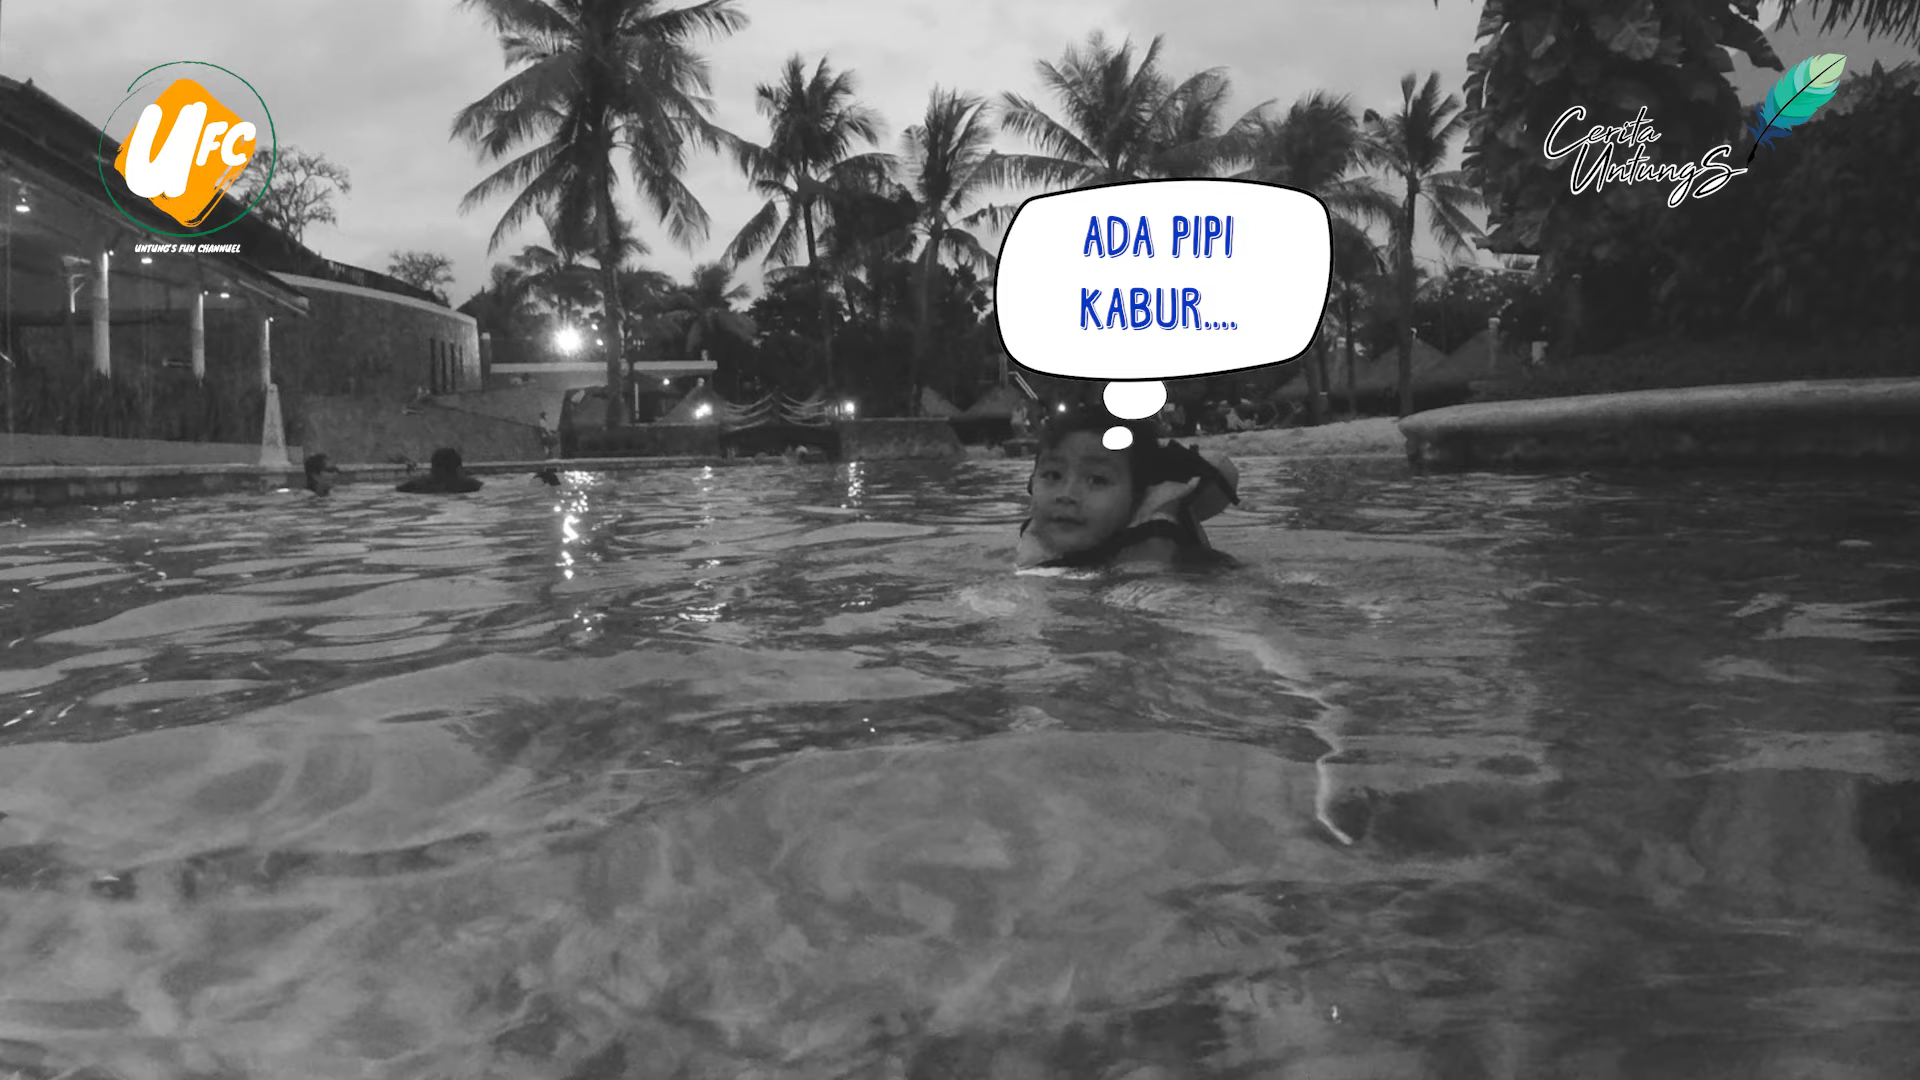 UFC
UNTUNG'S FUN CHANNUEL
Cerita
UntungS
ADA PIPI
KABUR....